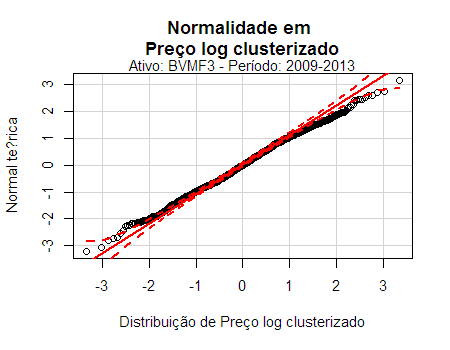 Normalidade em
Preço log clusterizado
Ativo: BVMF3 - Período: 2009-2013
Normal te?rica
3
2
1
0
-1
-2
-3
-3 -2 -1 0 1 2 3
Distribuição de Preço log clusterizado